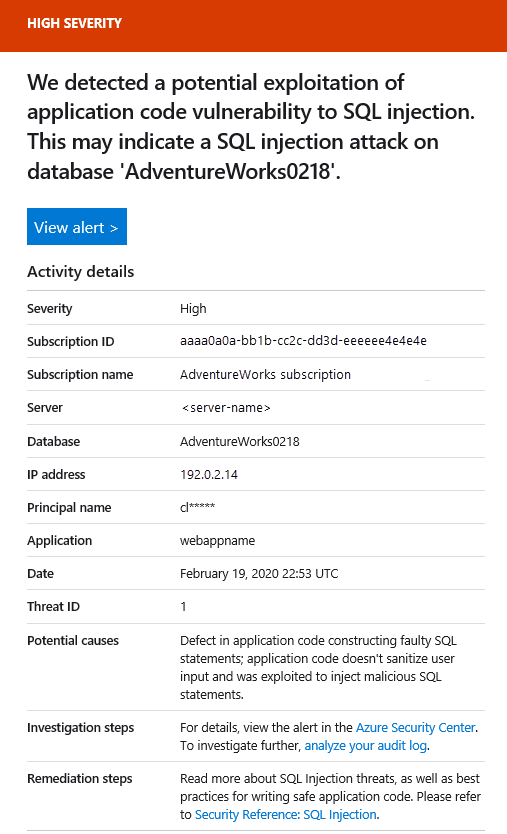 HIGH SEVERITY
We detected a potential exploitation of
application code vulnerability to SQL injection.
This may indicate a SQL injection attack on
database 'AdventureWorks0218'.
View alert >
Activity details
Severity High
Subscription ID aaaa0a0a-bb1b-cc2c-dd3d-eeeeee4e4e4e
Subscription name AdventureWorks subscription
Server <server-name>
Database AdventureWorks0218
IP address 192.0.2.14
Principal name cl*****
Application webappname
Date February 19, 2020 22:53 UTC
Threat ID 1
Potential causes Defect in application code constructing faulty SQL
statements; application code doesn't sanitize user
input and was exploited to inject malicious SQL
statements.
Investigation steps For details, view the alert in the Azure Security Center.
To investigate further, analyze your audit log.
Remediation steps Read more about SQL Injection threats, as well as best
practices for writing safe application code. Please refer
to Security Reference: SQL Injection.